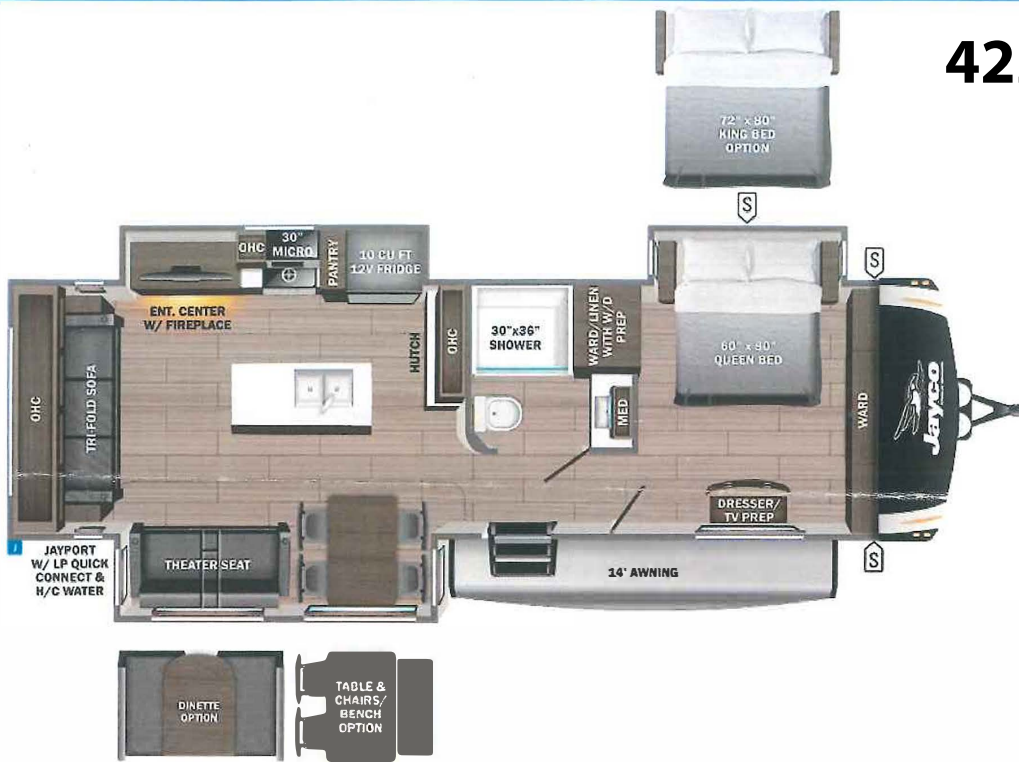 42
72" x 80"
KING BED
OPTION
S
S
OHC
30"
MICRO
PANTRY
10 CU FT
12V FRIDGE
ENT. CENTER
W/ FIREPLACE
HUTCH
OHC
30"x36"
SHOWER
WARD/LINEN
WITH W/D
PREP
60" x 80"
QUEEN BED
OHC
TRI-FOLD SOFA
MED
WARD
Jayco
DRESSER/
TV PREP
J
JAYPORT
W/ LP QUICK
CONNECT &
H/C WATER
THEATER SEAT
14' AWNING
S
DINETTE
OPTION
TABLE &
CHAIRS/
BENCH
OPTION